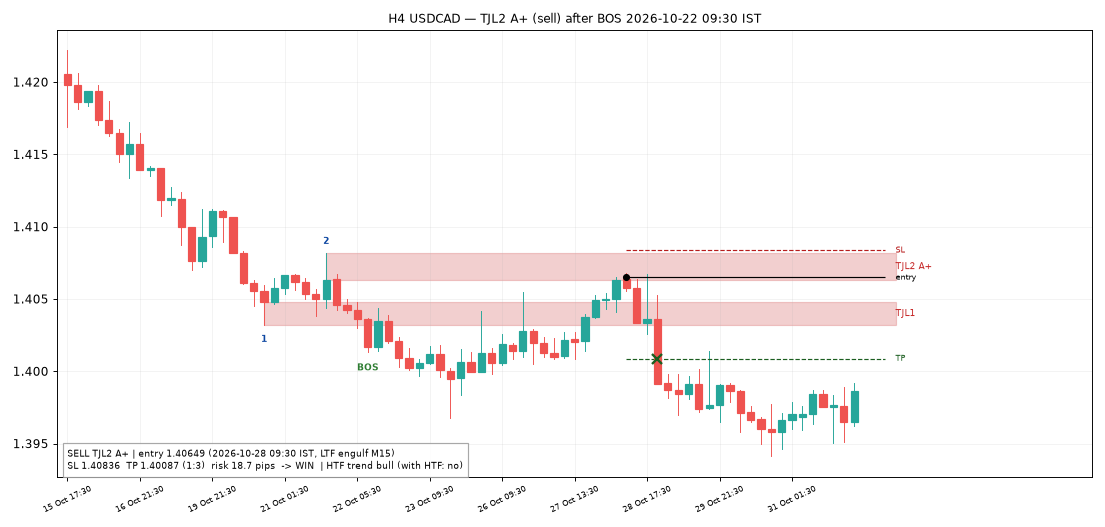 H4 USDCAD — TJL2 A+ (sell) after BOS 2026-10-22 09:30 IST
1.420
1.415
1.410
1.405
1.400
1.395
2
1
BOS
SL
TJL2 A+
entry
TJL1
TP
SELL TJL2 A+ | entry 1.40649 (2026-10-28 09:30 IST, LTF engulf M15)
SL 1.40836  TP 1.40087 (1:3)  risk 18.7 pips  -> WIN  | HTF trend bull (with HTF: no)
15 Oct 17:30
16 Oct 21:30
19 Oct 21:30
21 Oct 01:30
22 Oct 05:30
23 Oct 09:30
26 Oct 09:30
27 Oct 13:30
28 Oct 17:30
29 Oct 21:30
31 Oct 01:30